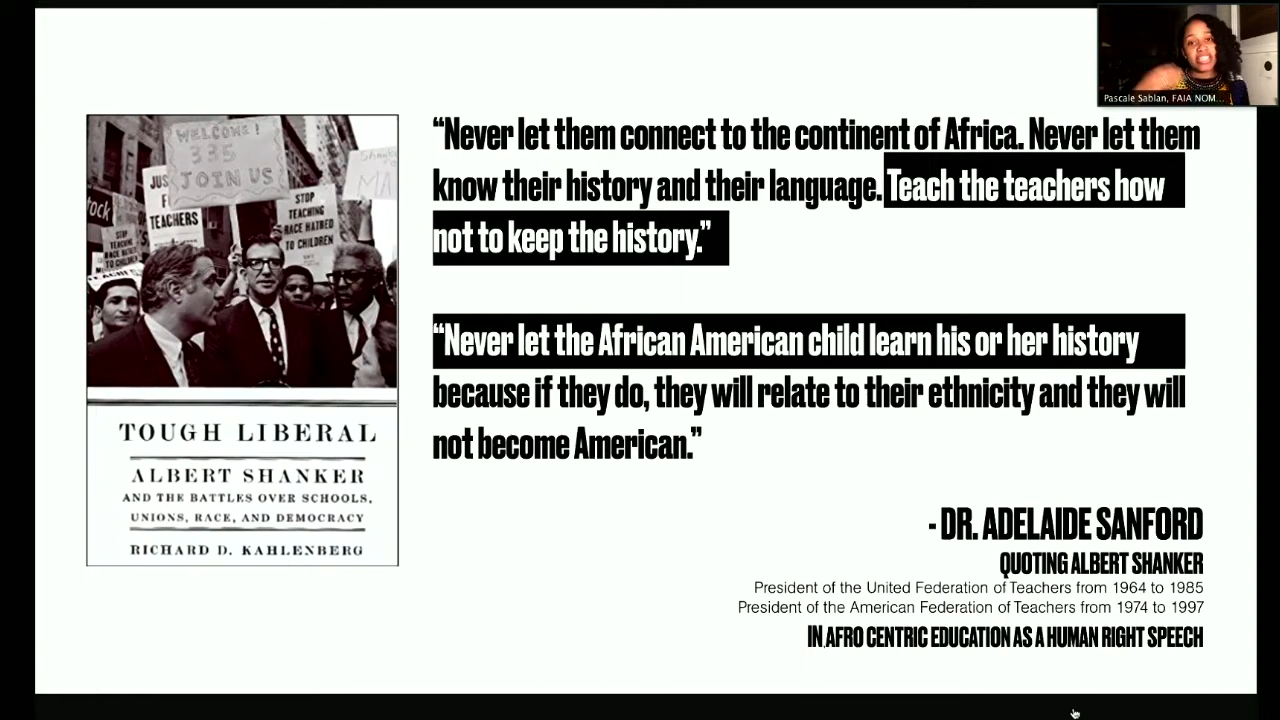 Pascale Sablan, FAIA NOM...
“Never let them connect to the continent of Africa. Never let them
know their history and their language. Teach the teachers how
not to keep the history.”
“Never let the African American child learn his or her history
because if they do, they will relate to their ethnicity and they will
not become American.”
- DR. ADELAIDE SANFORD
QUOTING ALBERT SHANKER
President of the United Federation of Teachers from 1964 to 1985
President of the American Federation of Teachers from 1974 to 1997
IN AFRO CENTRIC EDUCATION AS A HUMAN RIGHT SPEECH
WELCOME!
335
JOIN US
TEACHERS
STOP
TEACHING
RACE HATRED
TO CHILDREN
STOP
TEACHING
RACE HATRED
TO CHILDREN
TOUGH LIBERAL
ALBERT SHANKER
AND THE BATTLES OVER SCHOOLS,
UNIONS, RACE, AND DEMOCRACY
RICHARD D. KAHLENBERG